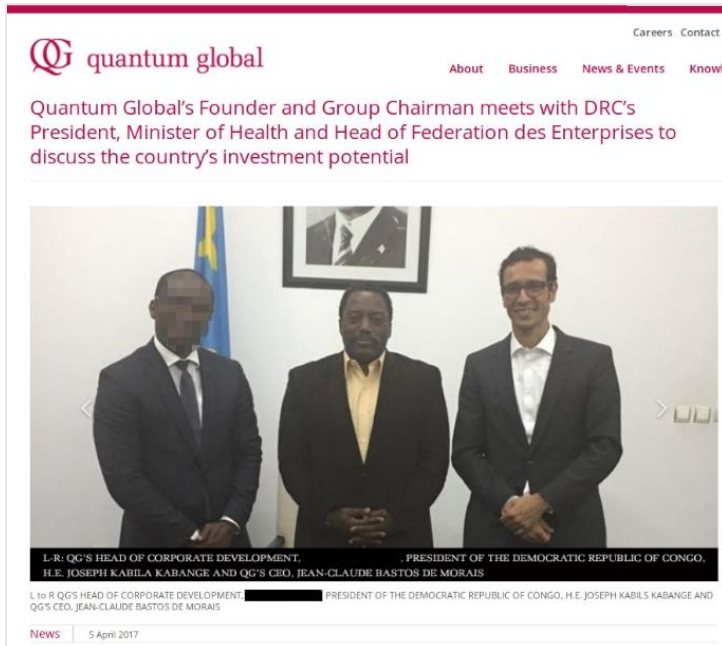 Careers Contact
QG quantum global
About Business News & Events Knowl
Quantum Global's Founder and Group Chairman meets with DRC's
President, Minister of Health and Head of Federation des Enterprises to
discuss the country's investment potential
L-R: QG'S HEAD OF CORPORATE DEVELOPMENT, , PRESIDENT OF THE DEMOCRATIC REPUBLIC OF CONGO,
H.E. JOSEPH KABILA KABANGE AND QG'S CEO, JEAN-CLAUDE BASTOS DE MORAIS
L to R QG'S HEAD OF CORPORATE DEVELOPMENT, PRESIDENT OF THE DEMOCRATIC REPUBLIC OF CONGO, H.E. JOSEPH KABILS KABANGE AND
QG'S CEO, JEAN-CLAUDE BASTOS DE MORAIS
News 5 April 2017